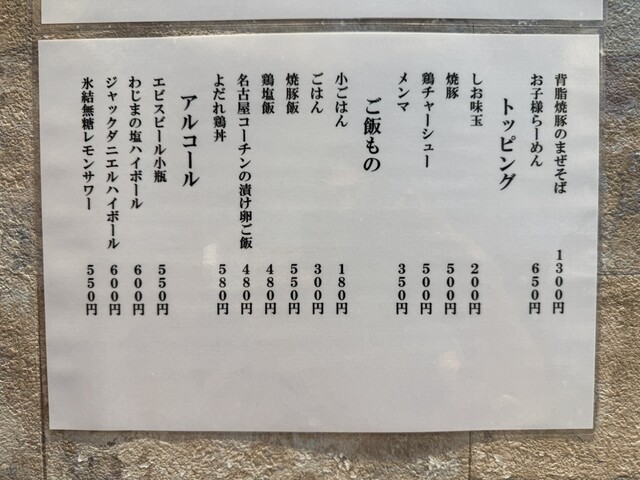 背脂焼豚のまぜそば 1300円
お子様らーめん 650円
トッピング
しお味玉 200円
焼豚 500円
鶏チャーシュー 500円
メンマ 350円
ご飯もの
小ごはん 180円
ごはん 300円
焼豚飯 550円
鶏塩飯 480円
名古屋コーチンの漬け卵ご飯 480円
よだれ鶏丼 580円
アルコール
エビスビール小瓶 550円
わじまの塩ハイボール 600円
ジャックダニエルハイボール 600円
氷結無糖レモンサワー 550円